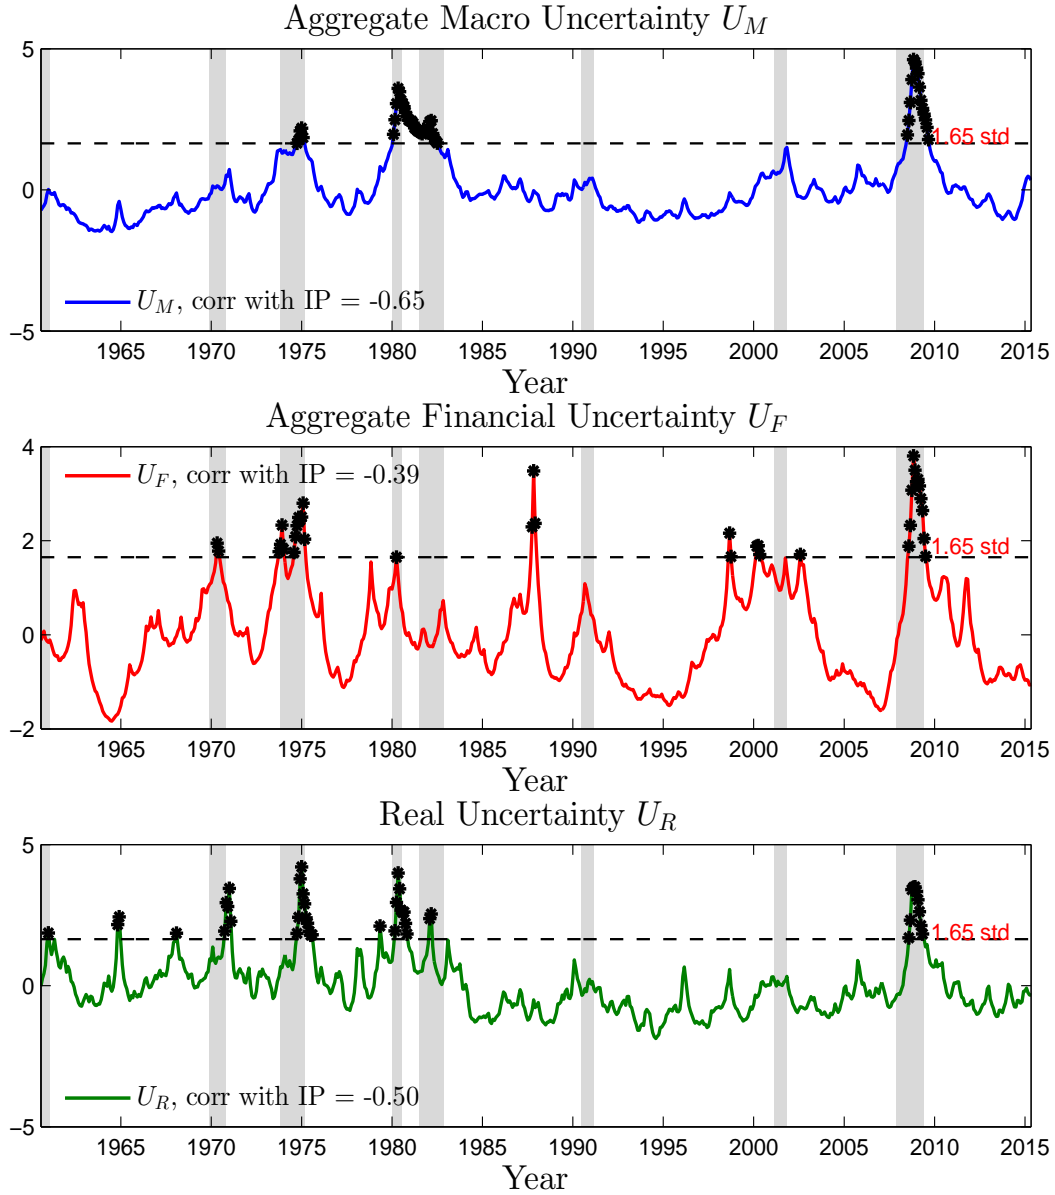 Aggregate Macro Uncertainty U_M
5
1.65 std
0
U_M, corr with IP = -0.65
−5
1965 1970 1975 1980 1985 1990 1995 2000 2005 2010 2015
Year
Aggregate Financial Uncertainty U_F
4
U_F, corr with IP = -0.39
2
1.65 std
0
−2
1965 1970 1975 1980 1985 1990 1995 2000 2005 2010 2015
Year
Real Uncertainty U_R
5
1.65 std
0
U_R, corr with IP = -0.50
−5
1965 1970 1975 1980 1985 1990 1995 2000 2005 2010 2015
Year